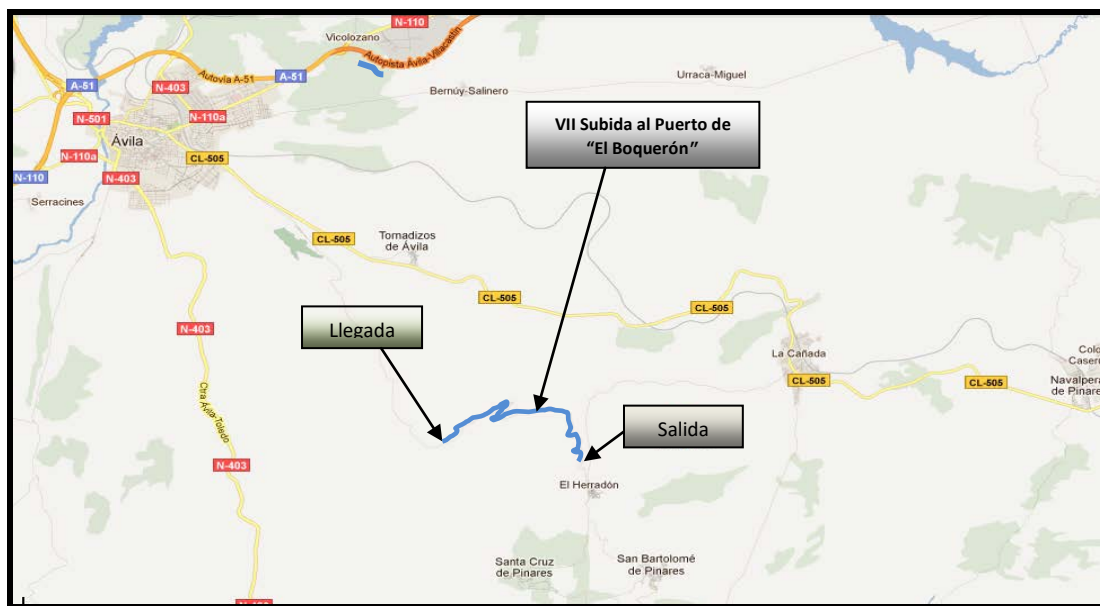 N-110
Vicolozano
Autopista Ávila-Villacastín
Autovía A-51
A-51
A-51
N-403
Urraca-Miguel
Bernúy-Salinero
N-110a
N-501
Ávila
N-110a
CL-505
N-403
N-110
Serracines
VII Subida al Puerto de
“El Boquerón”
Tornadizos
de Ávila
CL-505
CL-505
CL-505
Llegada
N-403
La Cañada
CL-505
CL-505
Navalpera
de Pinares
Ctra Ávila-Toledo
Salida
N-403
El Herradón
Santa Cruz
de Pinares
San Bartolomé
de Pinares